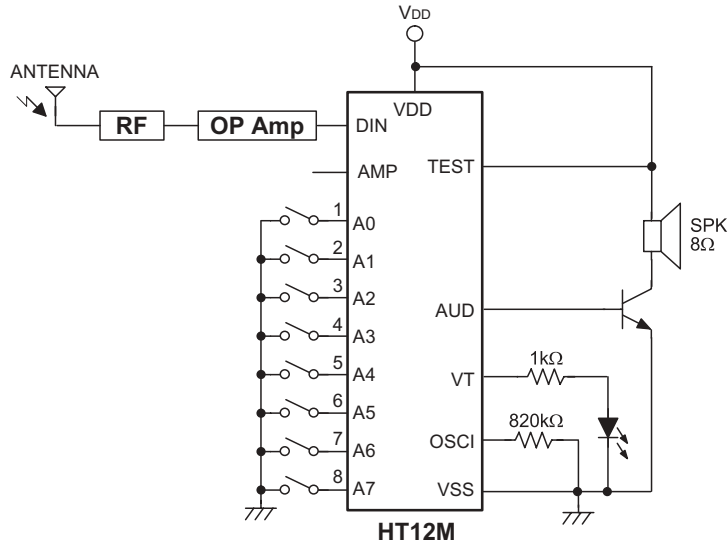 VDD
ANTENNA
RF
OP Amp
DIN
VDD
AMP
TEST
1
A0
SPK
8Ω
2
A1
3
A2
AUD
4
A3
1kΩ
5
A4
VT
6
A5
820kΩ
7
A6
OSCI
8
A7
VSS
HT12M